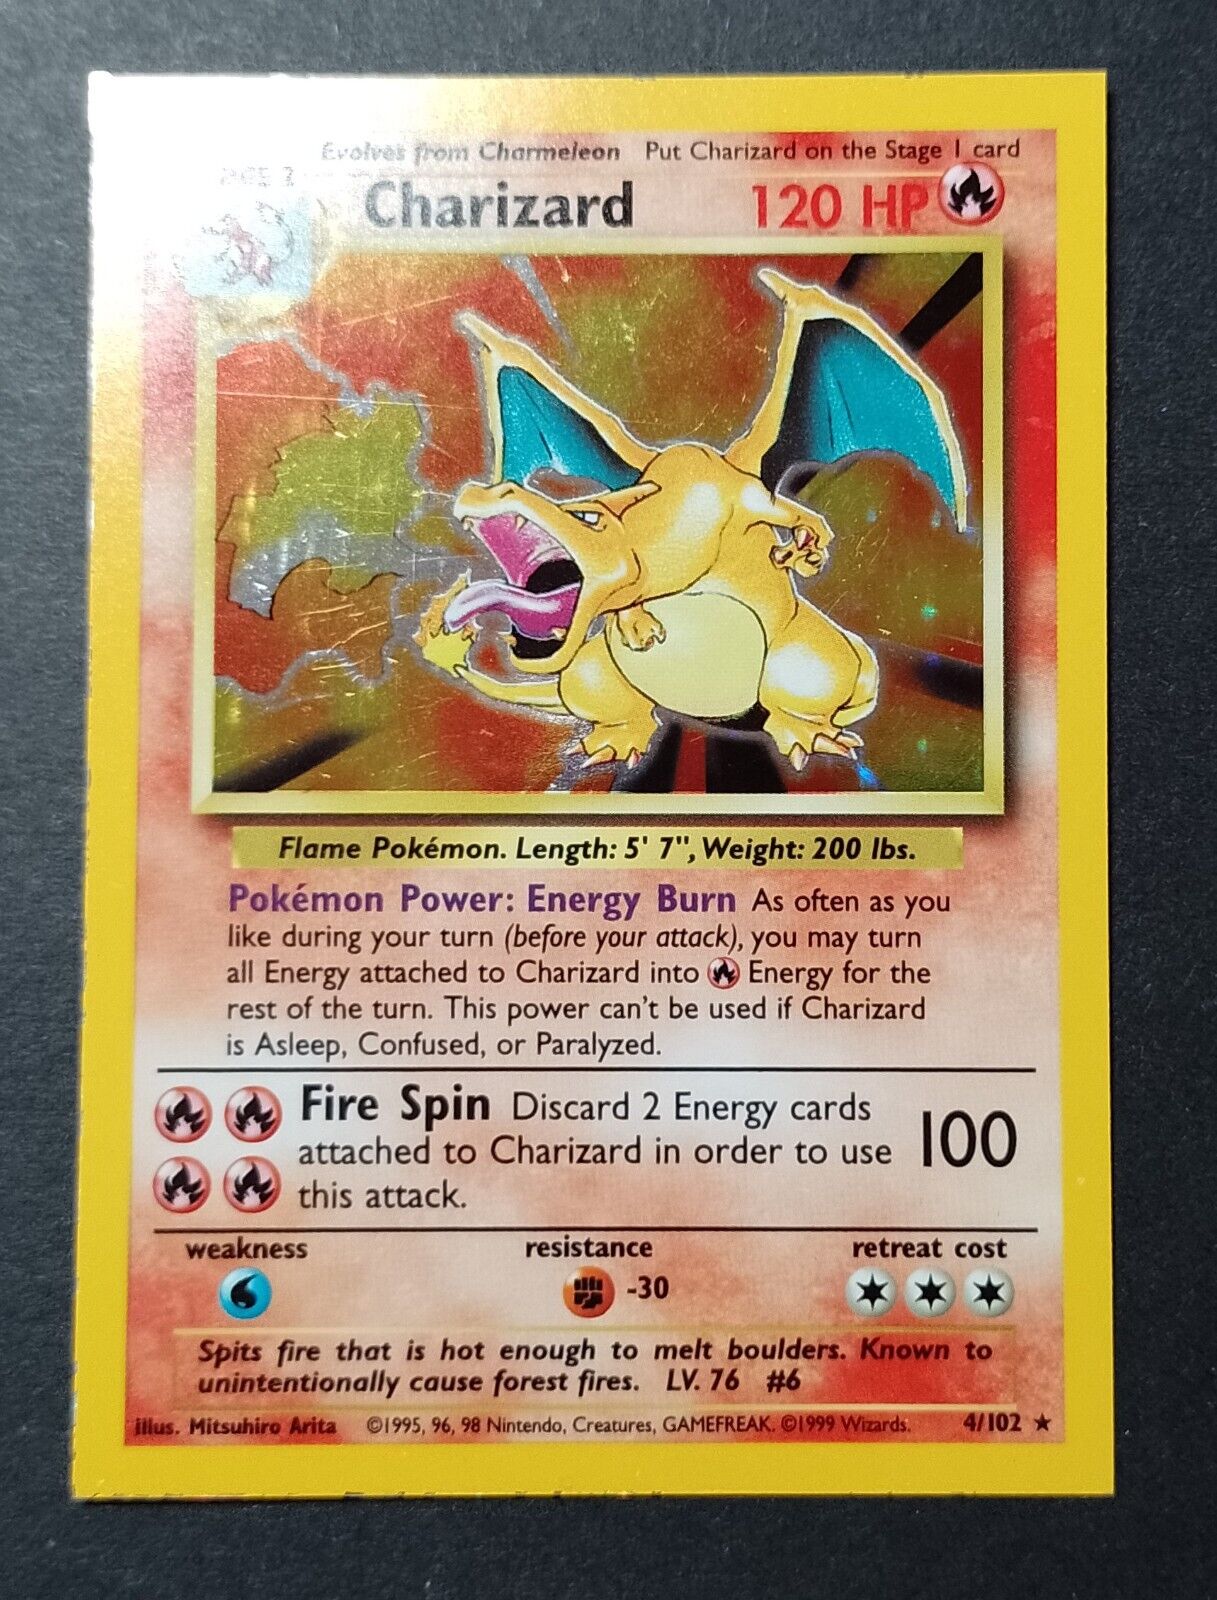 Evolves from Charmeleon Put Charizard on the Stage 1 card
Charizard 120 HP
Flame Pokémon. Length: 5' 7", Weight: 200 lbs.
Pokémon Power: Energy Burn As often as you
like during your turn (before your attack), you may turn
all Energy attached to Charizard into Energy for the
rest of the turn. This power can't be used if Charizard
is Asleep, Confused, or Paralyzed.
Fire Spin Discard 2 Energy cards
attached to Charizard in order to use
this attack.
100
weakness resistance retreat cost
-30
Spits fire that is hot enough to melt boulders. Known to
unintentionally cause forest fires. LV. 76 #6
illus. Mitsuhiro Arita ©1995, 96, 98 Nintendo, Creatures, GAMEFREAK. ©1999 Wizards. 4/102 ★